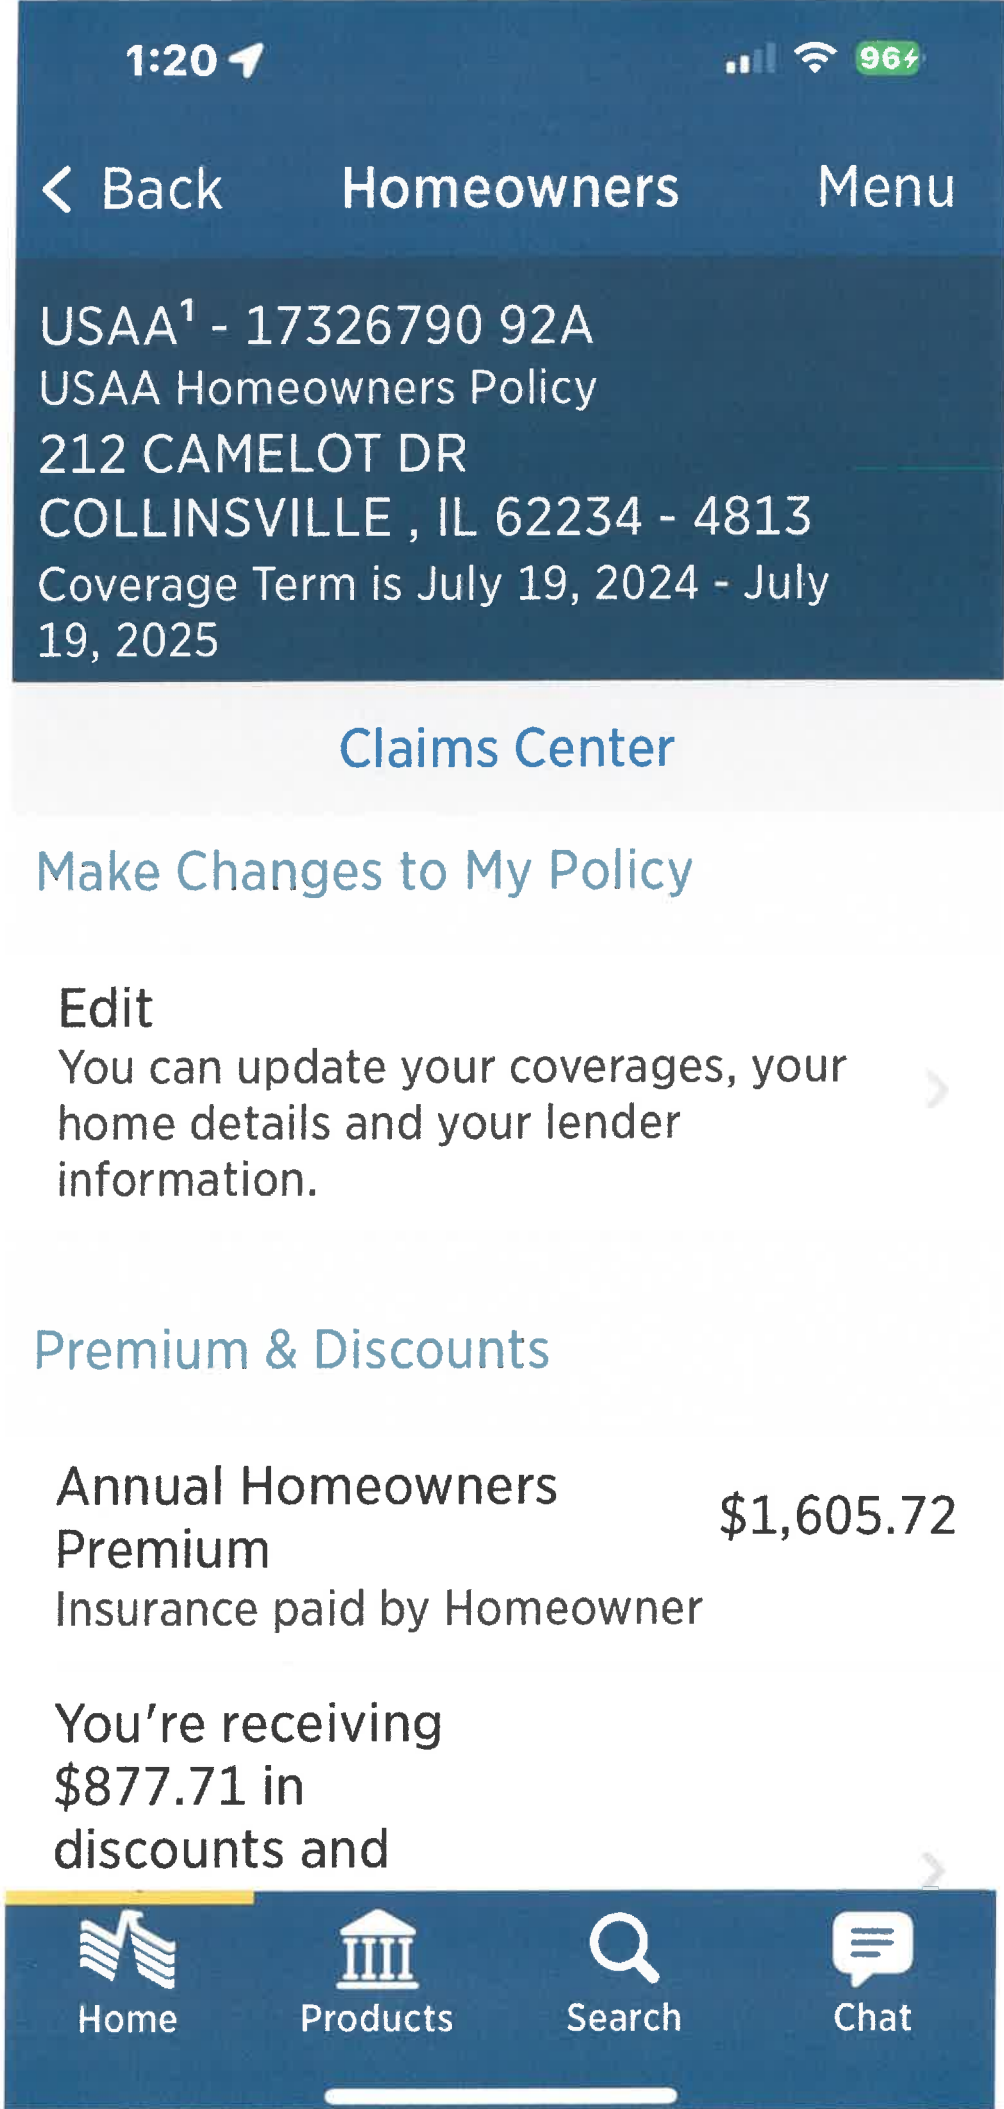 1:20
96
Back Homeowners Menu
USAA¹ - 17326790 92A
USAA Homeowners Policy
212 CAMELOT DR
COLLINSVILLE , IL 62234 - 4813
Coverage Term is July 19, 2024 - July
19, 2025
Claims Center
Make Changes to My Policy
Edit
You can update your coverages, your
home details and your lender
information.
Premium & Discounts
Annual Homeowners
Premium
$1,605.72
Insurance paid by Homeowner
You're receiving
$877.71 in
discounts and
Home Products Search Chat